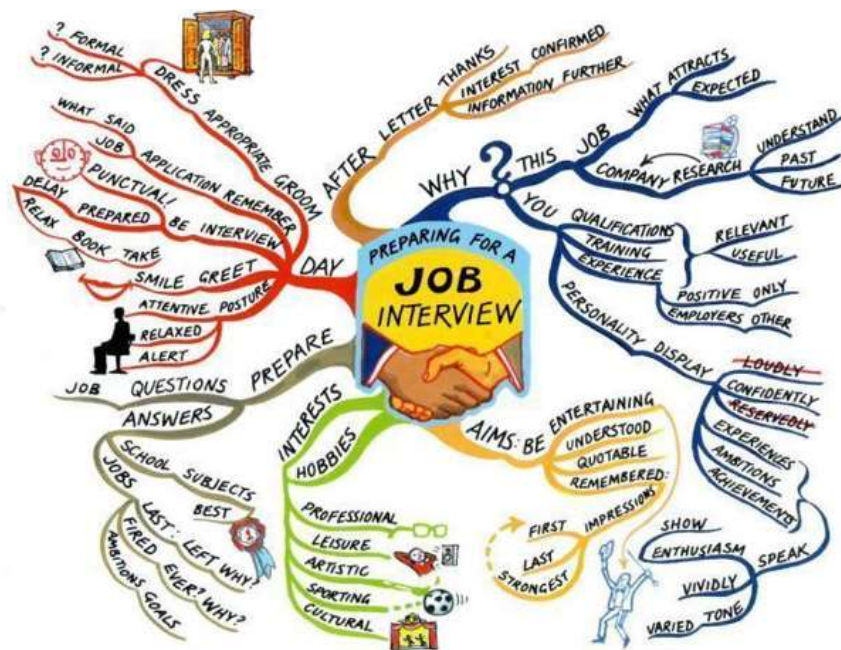 PREPARING FOR A
JOB
INTERVIEW
WHY
?
THIS
JOB
WHAT ATTRACTS
EXPECTED
COMPANY RESEARCH
UNDERSTAND
PAST
FUTURE
YOU
QUALIFICATIONS
TRAINING
EXPERIENCE
RELEVANT
USEFUL
POSITIVE ONLY
EMPLOYERS OTHER
PERSONALITY DISPLAY
LOUDLY
CONFIDENTLY
RESERVEDLY
EXPERIENCES
AMBITIONS
ACHIEVEMENTS
SPEAK
SHOW
ENTHUSIASM
VIVIDLY
VARIED TONE
AIMS: BE
ENTERTAINING
UNDERSTOOD
QUOTABLE
REMEMBERED:
IMPRESSIONS
FIRST
LAST
STRONGEST
INTERESTS
HOBBIES
PROFESSIONAL
LEISURE
ARTISTIC
SPORTING
CULTURAL
PREPARE
QUESTIONS
JOB
ANSWERS
SCHOOL SUBJECTS
BEST
JOBS
LAST: LEFT WHY?
FIRED EVER? WHY?
AMBITIONS GOALS
DAY
DRESS APPROPRIATE GROOM
? FORMAL
? INFORMAL
APPLICATION REMEMBER
WHAT SAID
JOB
BE INTERVIEW
PUNCTUAL!
PREPARED
DELAY
RELAX
BOOK TAKE
SMILE GREET
ATTENTIVE POSTURE
RELAXED
ALERT
AFTER LETTER THANKS
INTEREST CONFIRMED
INFORMATION FURTHER